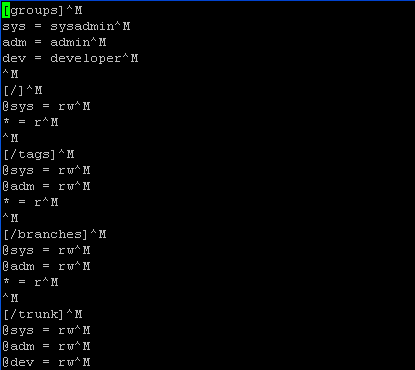 [groups]^M
sys = sysadmin^M
adm = admin^M
dev = developer^M
^M
[/]^M
@sys = rw^M
* = r^M
^M
[/tags]^M
@sys = rw^M
@adm = rw^M
* = r^M
^M
[/branches]^M
@sys = rw^M
@adm = rw^M
* = r^M
^M
[/trunk]^M
@sys = rw^M
@adm = rw^M
@dev = rw^M